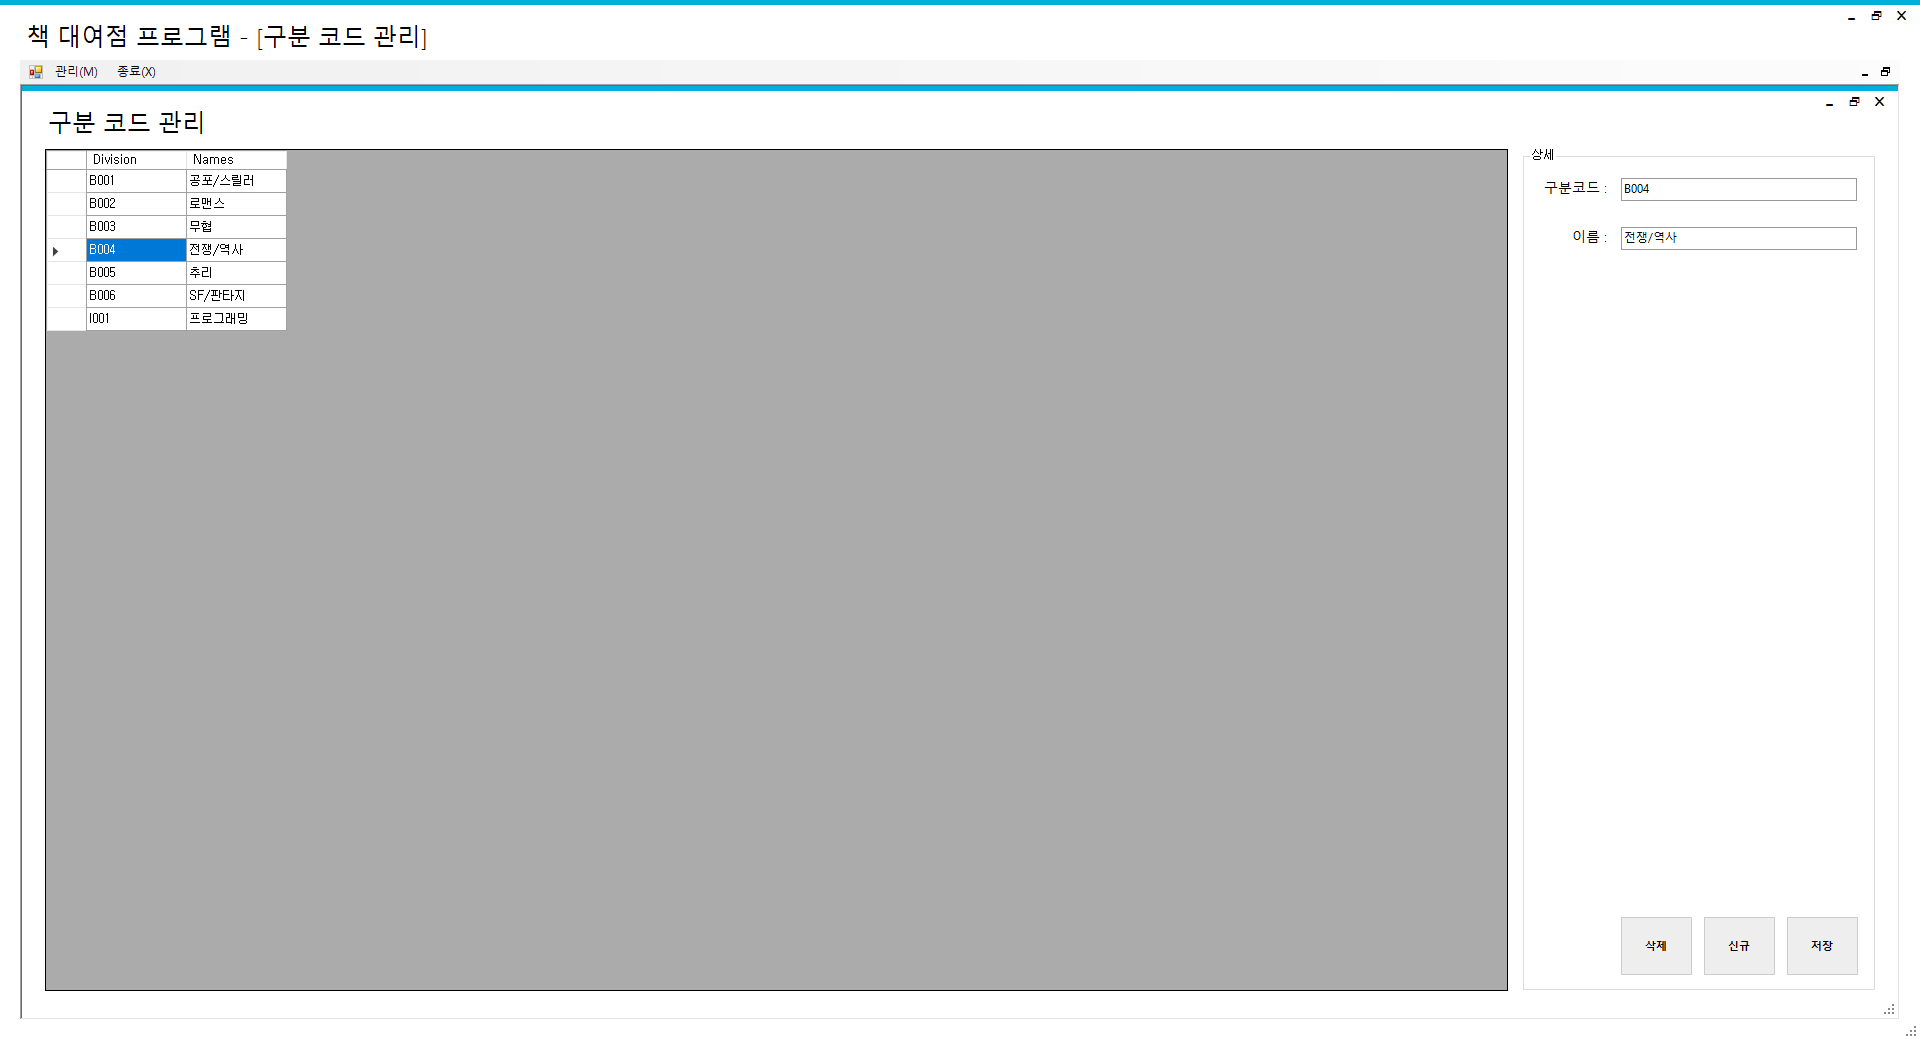 책 대여점 프로그램 - [구분 코드 관리]
관리(M) 종료(X)
구분 코드 관리
Division Names
B001 공포/스릴러
B002 로맨스
B003 무협
B004 전쟁/역사
B005 추리
B006 SF/판타지
I001 프로그래밍
상세
구분코드 : B004
이름 : 전쟁/역사
삭제 신규 저장